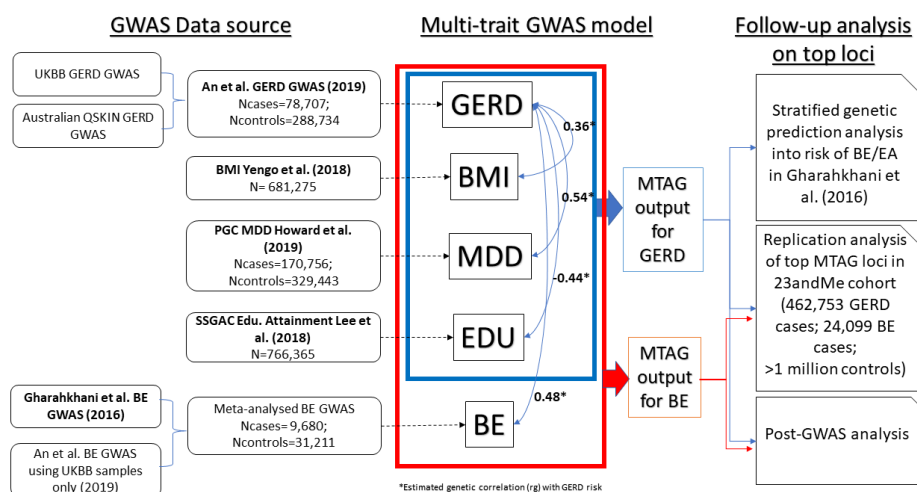 GWAS Data source
Multi-trait GWAS model
Follow-up analysis
on top loci
UKBB GERD GWAS
Australian QSKIN GERD
GWAS
An et al. GERD GWAS (2019)
Ncases=78,707;
Ncontrols=288,734
BMI Yengo et al. (2018)
N= 681,275
PGC MDD Howard et al.
(2019)
Ncases=170,756;
Ncontrols=329,443
SSGAC Edu. Attainment Lee et
al. (2018)
N=766,365
Gharahkhani et al. BE
GWAS (2016)
An et al. BE GWAS
using UKBB samples
only (2019)
Meta-analysed BE GWAS
Ncases= 9,680;
Ncontrols=31,211
GERD
BMI
MDD
EDU
BE
0.36*
0.54*
-0.44*
0.48*
*Estimated genetic correlation (rg) with GERD risk
MTAG
output
for
GERD
MTAG
output
for BE
Stratified genetic
prediction analysis
into risk of BE/EA
in Gharahkhani et
al. (2016)
Replication analysis
of top MTAG loci in
23andMe cohort
(462,753 GERD
cases; 24,099 BE
cases;
>1 million controls)
Post-GWAS analysis